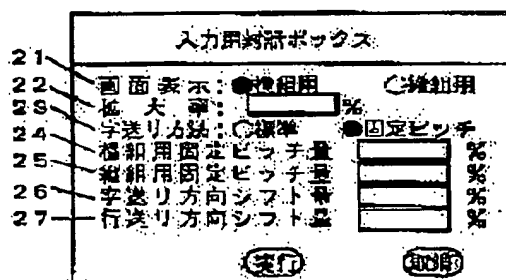 入力用対話ボックス
21 画面表示：●横組用 ○縦組用
22 拡大率： %
23 字送り方法：○標準 ●固定ピッチ
24 横組用固定ピッチ量 %
25 縦組用固定ピッチ量 %
26 字送り方向シフト量 %
27 行送り方向シフト量 %
実行 取消